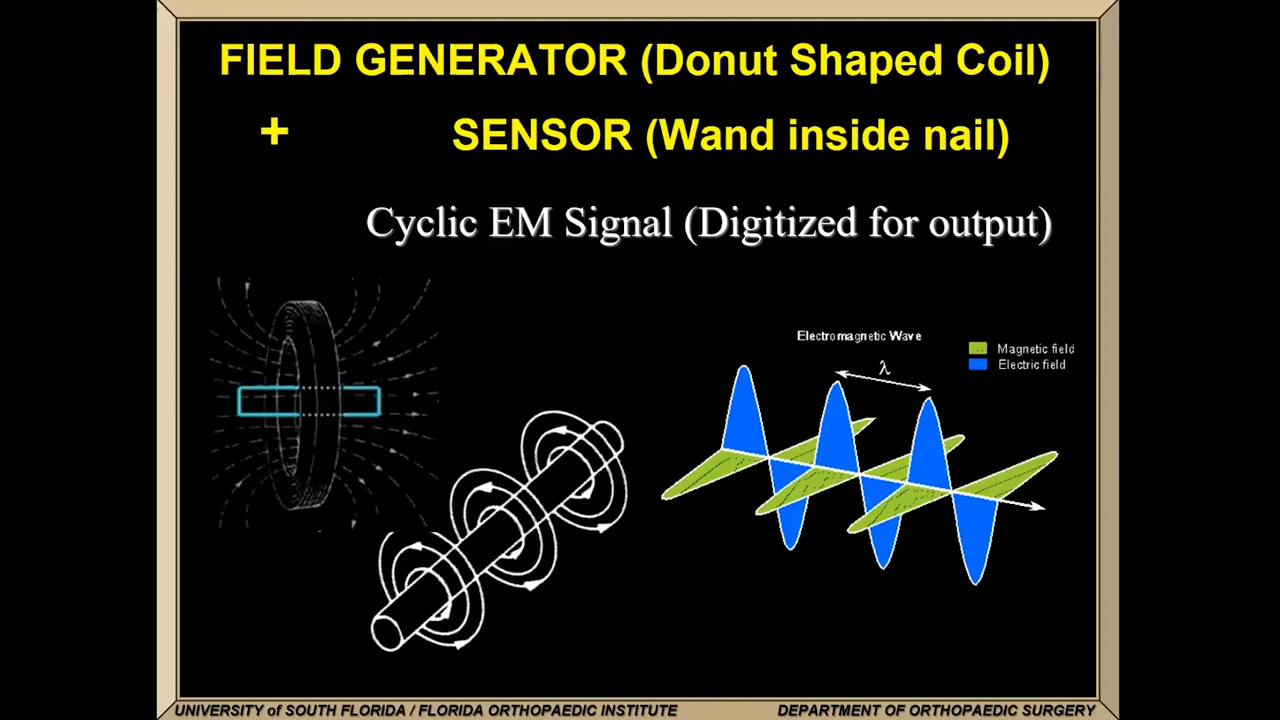 FIELD GENERATOR (Donut Shaped Coil)
+ SENSOR (Wand inside nail)
Cyclic EM Signal (Digitized for output)
Electromagnetic Wave
Magnetic field
Electric field
λ
UNIVERSITY of SOUTH FLORIDA / FLORIDA ORTHOPAEDIC INSTITUTE
DEPARTMENT OF ORTHOPAEDIC SURGERY